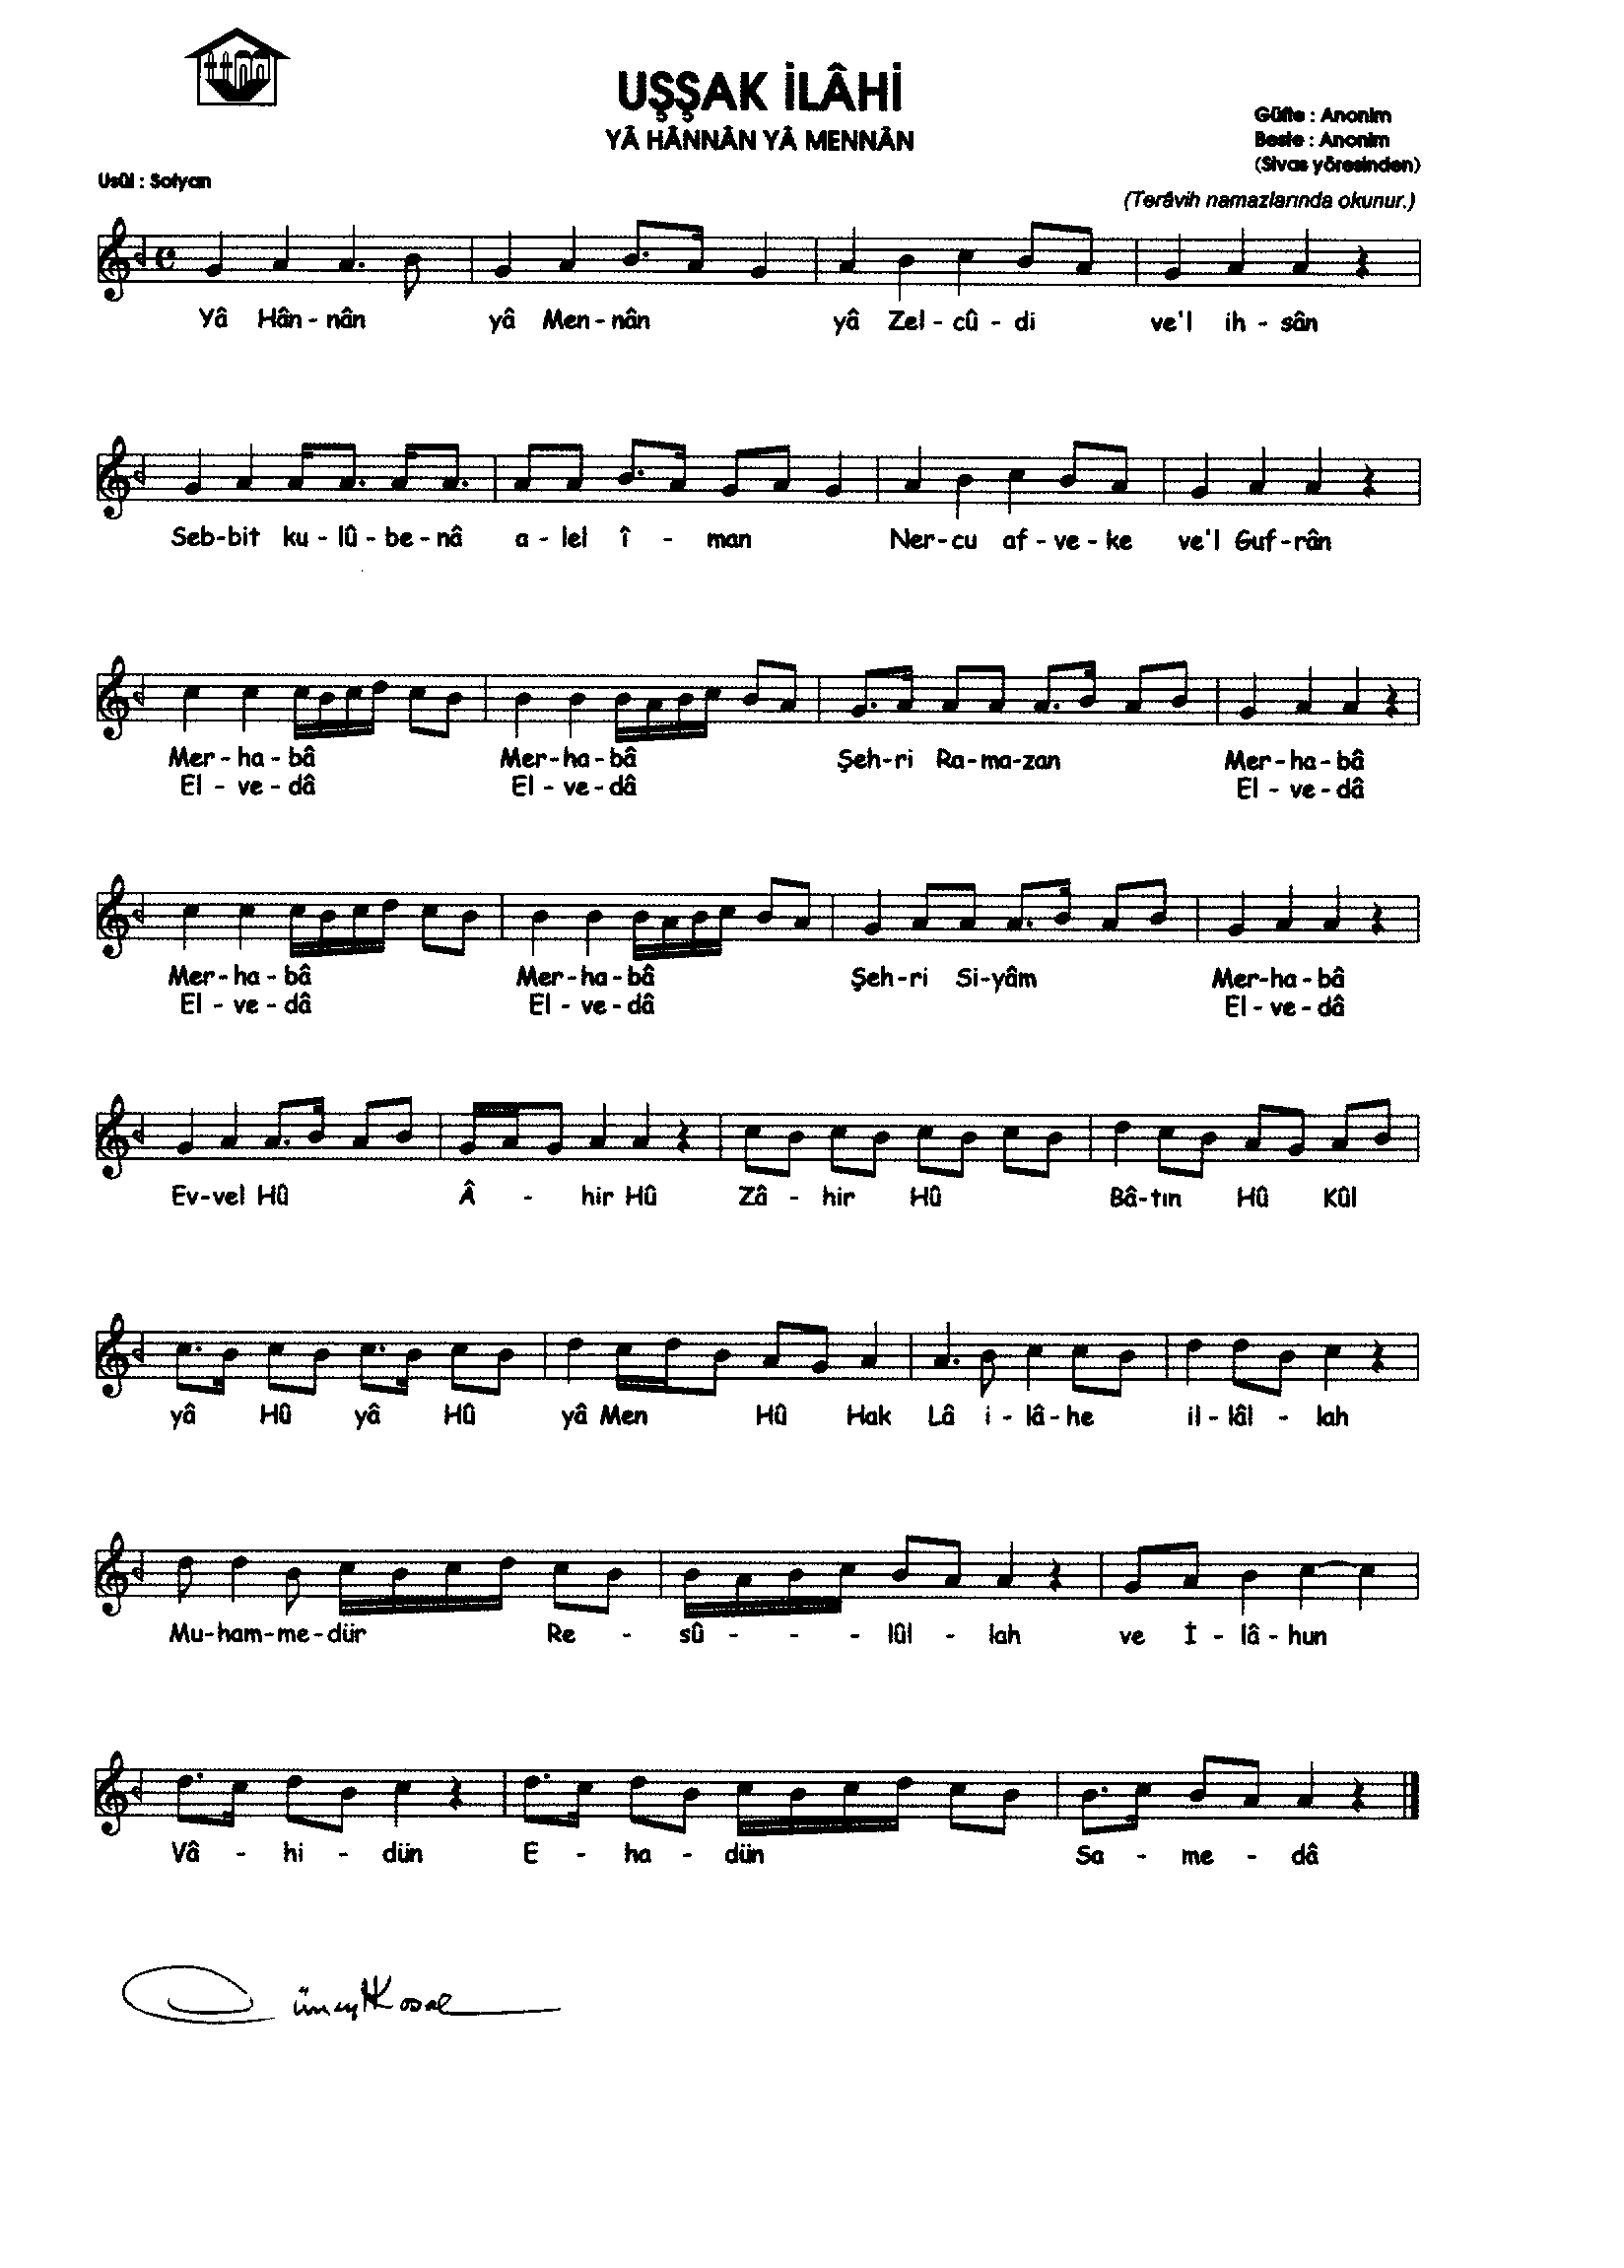 UŞŞAK İLÂHİ
YÂ HÂNNÂN YÂ MENNÂN
Güfte : Anonim
Beste : Anonim
(Sivas yöresinden)
Usûl : Sofyan
(Terâvih namazlarında okunur.)
Yâ Hân - nân yâ Men - nân yâ Zel - cû - di ve'l ih - sân
Seb - bit ku - lû - be - nâ a - lel î - man Ner - cu af - ve - ke ve'l Guf - rân
Mer - ha - bâ Mer - ha - bâ Şeh - ri Ra - ma - zan Mer - ha - bâ
El - ve - dâ El - ve - dâ El - ve - dâ
Mer - ha - bâ Mer - ha - bâ Şeh - ri Si - yâm Mer - ha - bâ
El - ve - dâ El - ve - dâ El - ve - dâ
Ev - vel Hû Â - hir Hû Zâ - hir Hû Bâ - tın Hû Kûl
yâ Hû yâ Hû yâ Men Hû Hak Lâ i - lâ - he il - lâl - lah
Mu - ham - me - dür Re - sû - - - lûl - lah ve İ - lâ - hun
Vâ - hi - dün E - ha - dün Sa - me - dâ